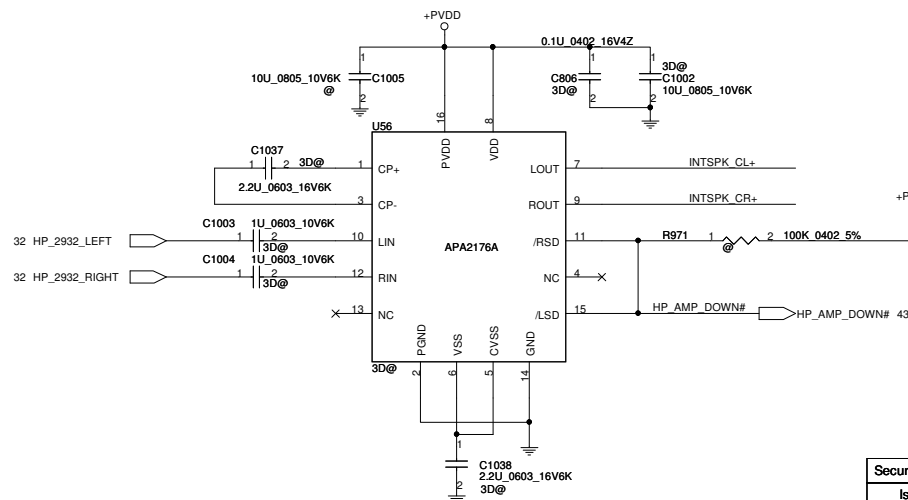 +PVDD
0.1U_0402_16V4Z
1
10U_0805_10V6K
@
C1005
2
1
C806
3D@
2
1
3D@
C1002
10U_0805_10V6K
2
16
8
U56
PVDD
VDD
C1037
1 2 3D@
2.2U_0603_16V6K
1 CP+
3 CP-
LOUT 7 INTSPK_CL+
ROUT 9 INTSPK_CR+
+P
C1003 1U_0603_10V6K
32 HP_2932_LEFT 1 2 10 LIN
3D@
C1004 1U_0603_10V6K
32 HP_2932_RIGHT 1 2 12 RIN
3D@
APA2176A
/RSD 11 R971 1 2 100K_0402_5%
@
NC 4
13 NC
/LSD 15 HP_AMP_DOWN# HP_AMP_DOWN# 43
PGND
VSS
CVSS
GND
3D@
2
6
5
14
1
C1038
2.2U_0603_16V6K
2
3D@
Secur
Is